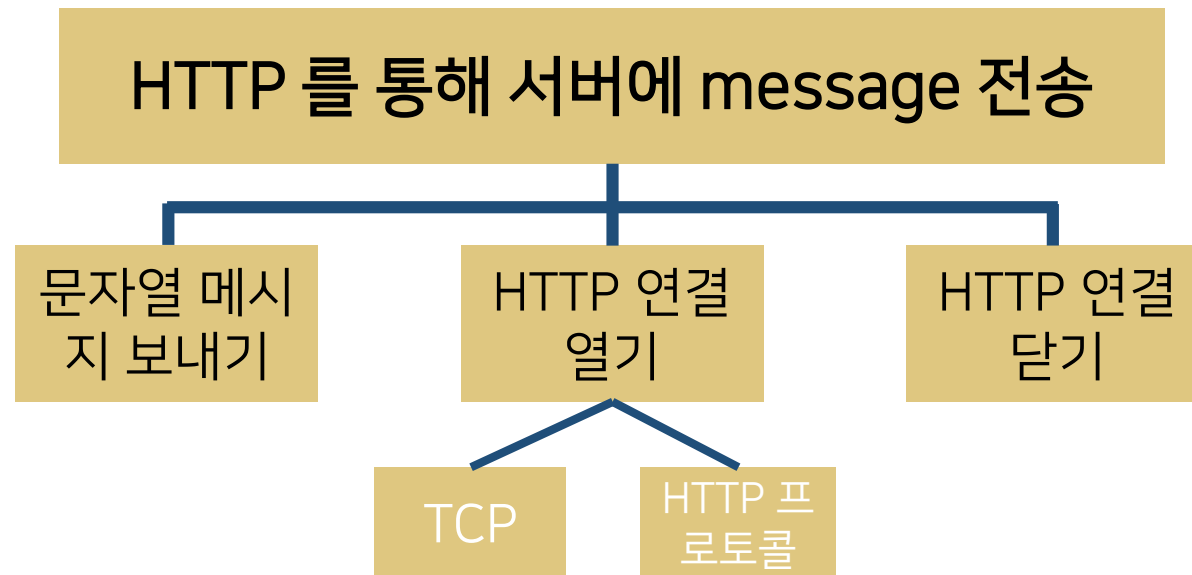 HTTP 를 통해 서버에 message 전송
문자열 메시
지 보내기
HTTP 연결
열기
HTTP 연결
닫기
TCP
HTTP 프
로토콜